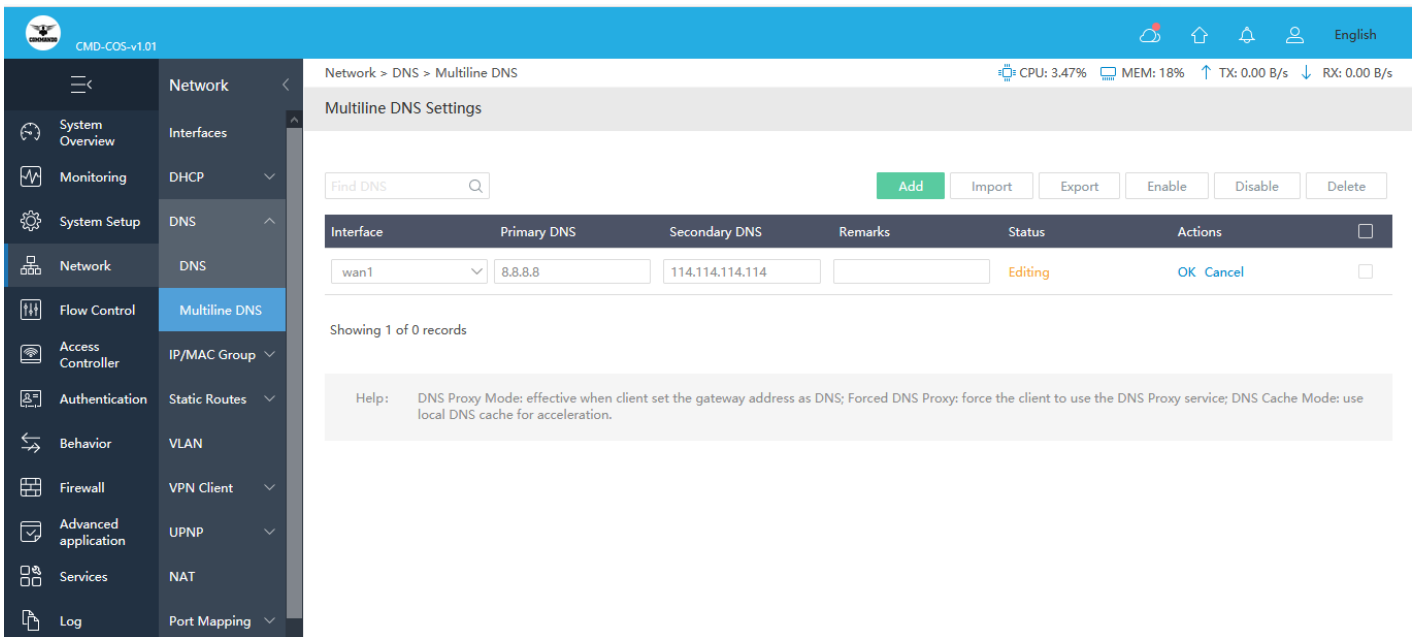 COMMANDO
CMD-COS-v1.01
English
Network
Network > DNS > Multiline DNS
CPU: 3.47% MEM: 18% TX: 0.00 B/s RX: 0.00 B/s
Multiline DNS Settings
System
Overview
Monitoring
System Setup
Network
Flow Control
Access
Controller
Authentication
Behavior
Firewall
Advanced
application
Services
Log
Interfaces
DHCP
DNS
DNS
Multiline DNS
IP/MAC Group
Static Routes
VLAN
VPN Client
UPNP
NAT
Port Mapping
Find DNS
Add Import Export Enable Disable Delete
Interface Primary DNS Secondary DNS Remarks Status Actions
wan1 8.8.8.8 114.114.114.114 Editing OK Cancel
Showing 1 of 0 records
Help: DNS Proxy Mode: effective when client set the gateway address as DNS; Forced DNS Proxy: force the client to use the DNS Proxy service; DNS Cache Mode: use
local DNS cache for acceleration.